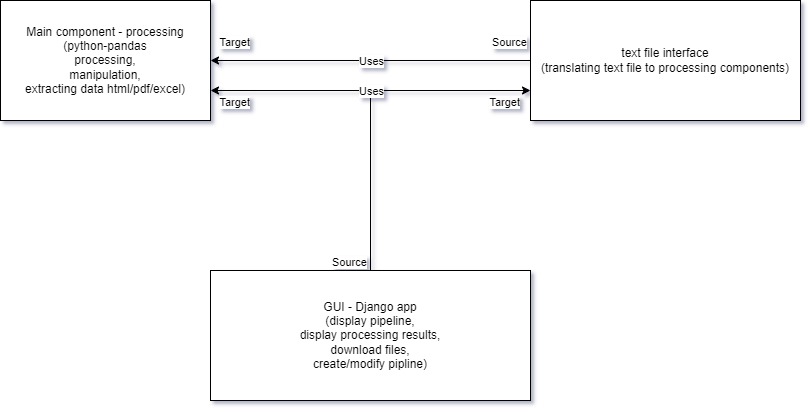 Main component - processing
(python-pandas
processing,
manipulation,
extracting data html/pdf/excel)
Target
Source
Uses
text file interface
(translating text file to processing components)
Uses
Target
Target
Source
GUI - Django app
(display pipeline,
display processing results,
download files,
create/modify pipline)